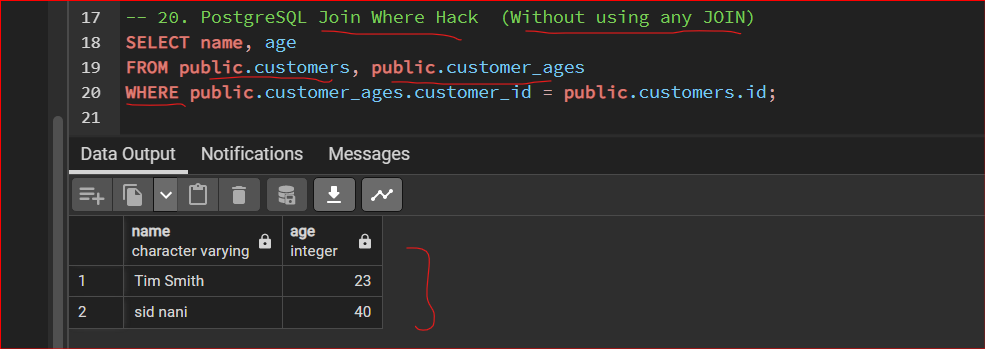 17 -- 20. PostgreSQL Join Where Hack  (Without using any JOIN)
18 SELECT name, age
19 FROM public.customers, public.customer_ages
20 WHERE public.customer_ages.customer_id = public.customers.id;
21
Data Output Notifications Messages
name age
character varying integer
1 Tim Smith 23
2 sid nani 40